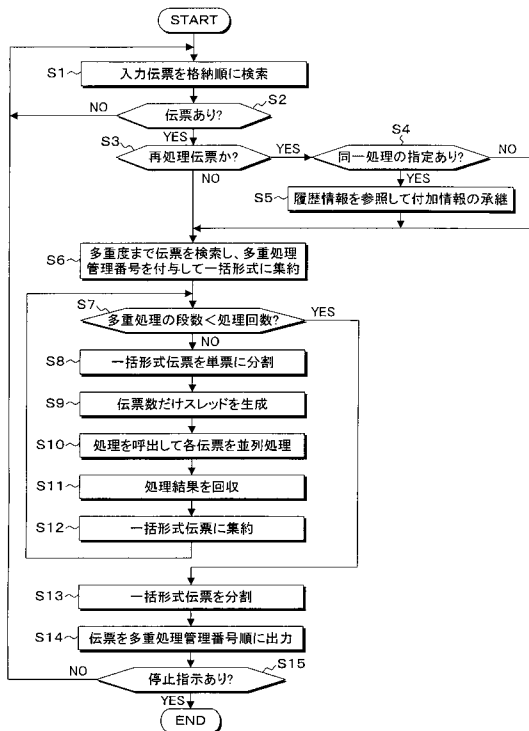 START
S1
入力伝票を格納順に検索
S2
NO
伝票あり?
YES
S3
再処理伝票か?
YES
S4
同一処理の指定あり?
NO
NO
YES
S5
履歴情報を参照して付加情報の承継
S6
多重度まで伝票を検索し、多重処理
管理番号を付与して一括形式に集約
S7
多重処理の段数<処理回数?
YES
NO
S8
一括形式伝票を単票に分割
S9
伝票数だけスレッドを生成
S10
処理を呼出して各伝票を並列処理
S11
処理結果を回収
S12
一括形式伝票に集約
S13
一括形式伝票を分割
S14
伝票を多重処理管理番号順に出力
NO
S15
停止指示あり?
YES
END